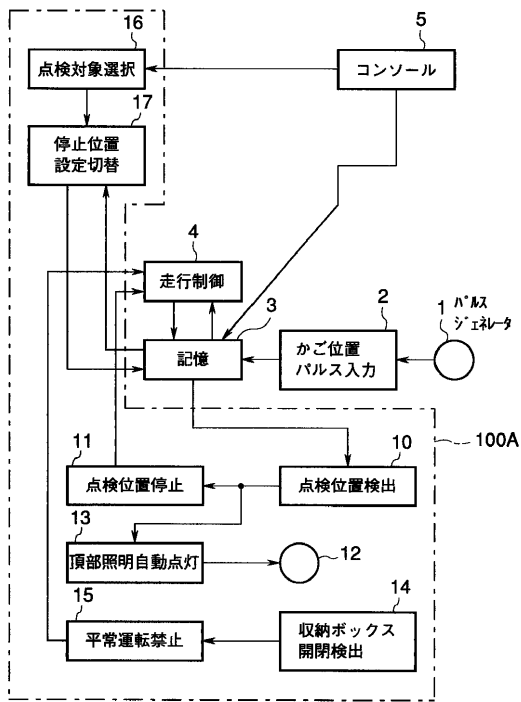 16
点検対象選択
5
コンソール
17
停止位置
設定切替
4
走行制御
3
記憶
2
かご位置
パルス入力
1 パルス
ジェネレータ
100A
11
点検位置停止
10
点検位置検出
13
頂部照明自動点灯
12
15
平常運転禁止
14
収納ボックス
開閉検出